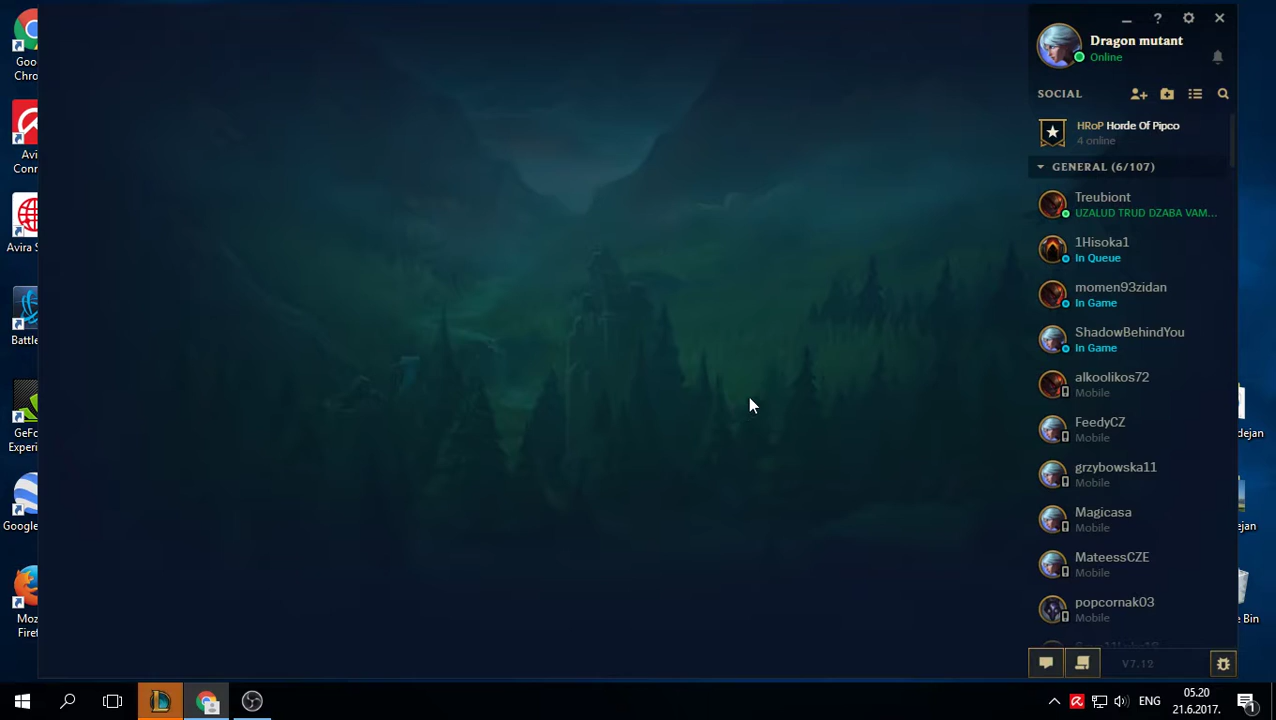 Goo
Chro
Avi
Conn
Avira S
Battle
GeFo
Experi
Google
Moz
Firef
?
Dragon mutant
Online
SOCIAL
HRoP Horde Of Pipco
4 online
GENERAL (6/107)
Treubiont
UZALUD TRUD DZABA VAM...
1Hisoka1
In Queue
momen93zidan
In Game
ShadowBehindYou
In Game
alkoolikos72
Mobile
FeedyCZ
Mobile
grzybowska11
Mobile
Magicasa
Mobile
MateessCZE
Mobile
popcornak03
Mobile
V7.12
dejan
ejan
e Bin
ENG
05.20
21.6.2017.
1